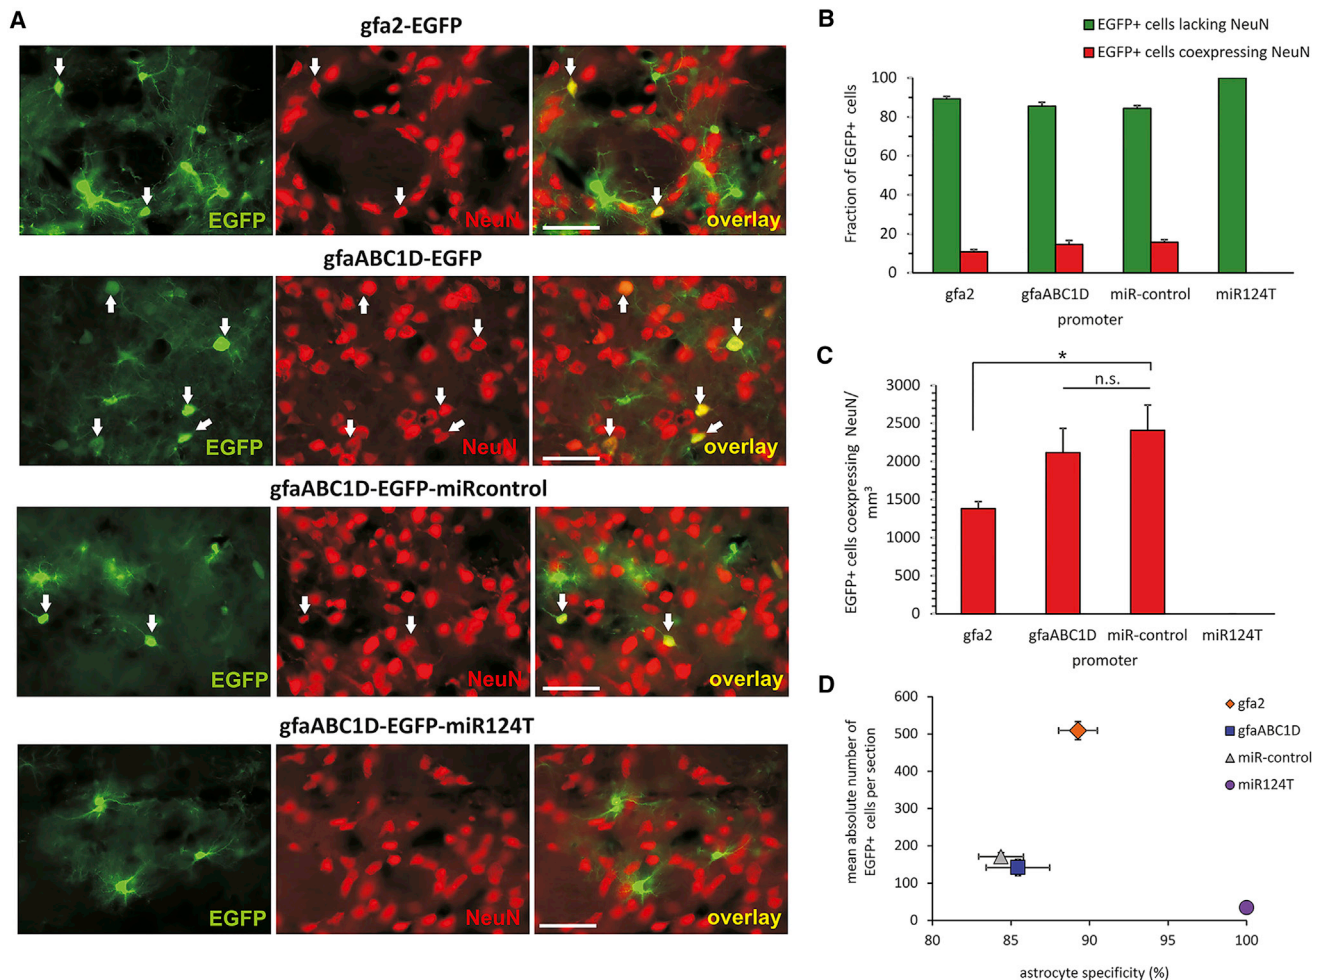 A
gfa2-EGFP
EGFP
NeuN
overlay
gfaABC1D-EGFP
EGFP
NeuN
overlay
gfaABC1D-EGFP-miRcontrol
EGFP
NeuN
overlay
gfaABC1D-EGFP-miR124T
EGFP
NeuN
overlay
B
EGFP+ cells lacking NeuN
EGFP+ cells coexpressing NeuN
Fraction of EGFP+ cells
100
80
60
40
20
0
gfa2 gfaABC1D miR-control miR124T
promoter
C
*
n.s.
EGFP+ cells coexpressing NeuN/
mm³
3000
2500
2000
1500
1000
500
0
gfa2 gfaABC1D miR-control miR124T
promoter
D
mean absolute number of
EGFP+ cells per section
600
500
400
300
200
100
0
gfa2
gfaABC1D
miR-control
miR124T
80 85 90 95 100
astrocyte specificity (%)